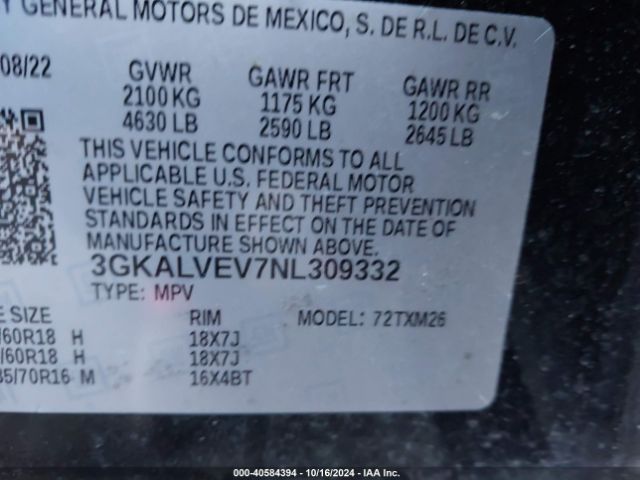 Y GENERAL MOTORS DE MEXICO, S. DE R.L. DE C.V.
08/22 GVWR GAWR FRT GAWR RR
2100 KG 1175 KG 1200 KG
4630 LB 2590 LB 2645 LB
THIS VEHICLE CONFORMS TO ALL
APPLICABLE U.S. FEDERAL MOTOR
VEHICLE SAFETY AND THEFT PREVENTION
STANDARDS IN EFFECT ON THE DATE OF
MANUFACTURE SHOWN ABOVE.
3GKALVEV7NL309332
TYPE: MPV
E SIZE RIM MODEL: 72TXM26
/60R18 H 18X7J
/60R18 H 18X7J
35/70R16 M 16X4BT
000-40584394 - 10/16/2024 - IAA Inc.